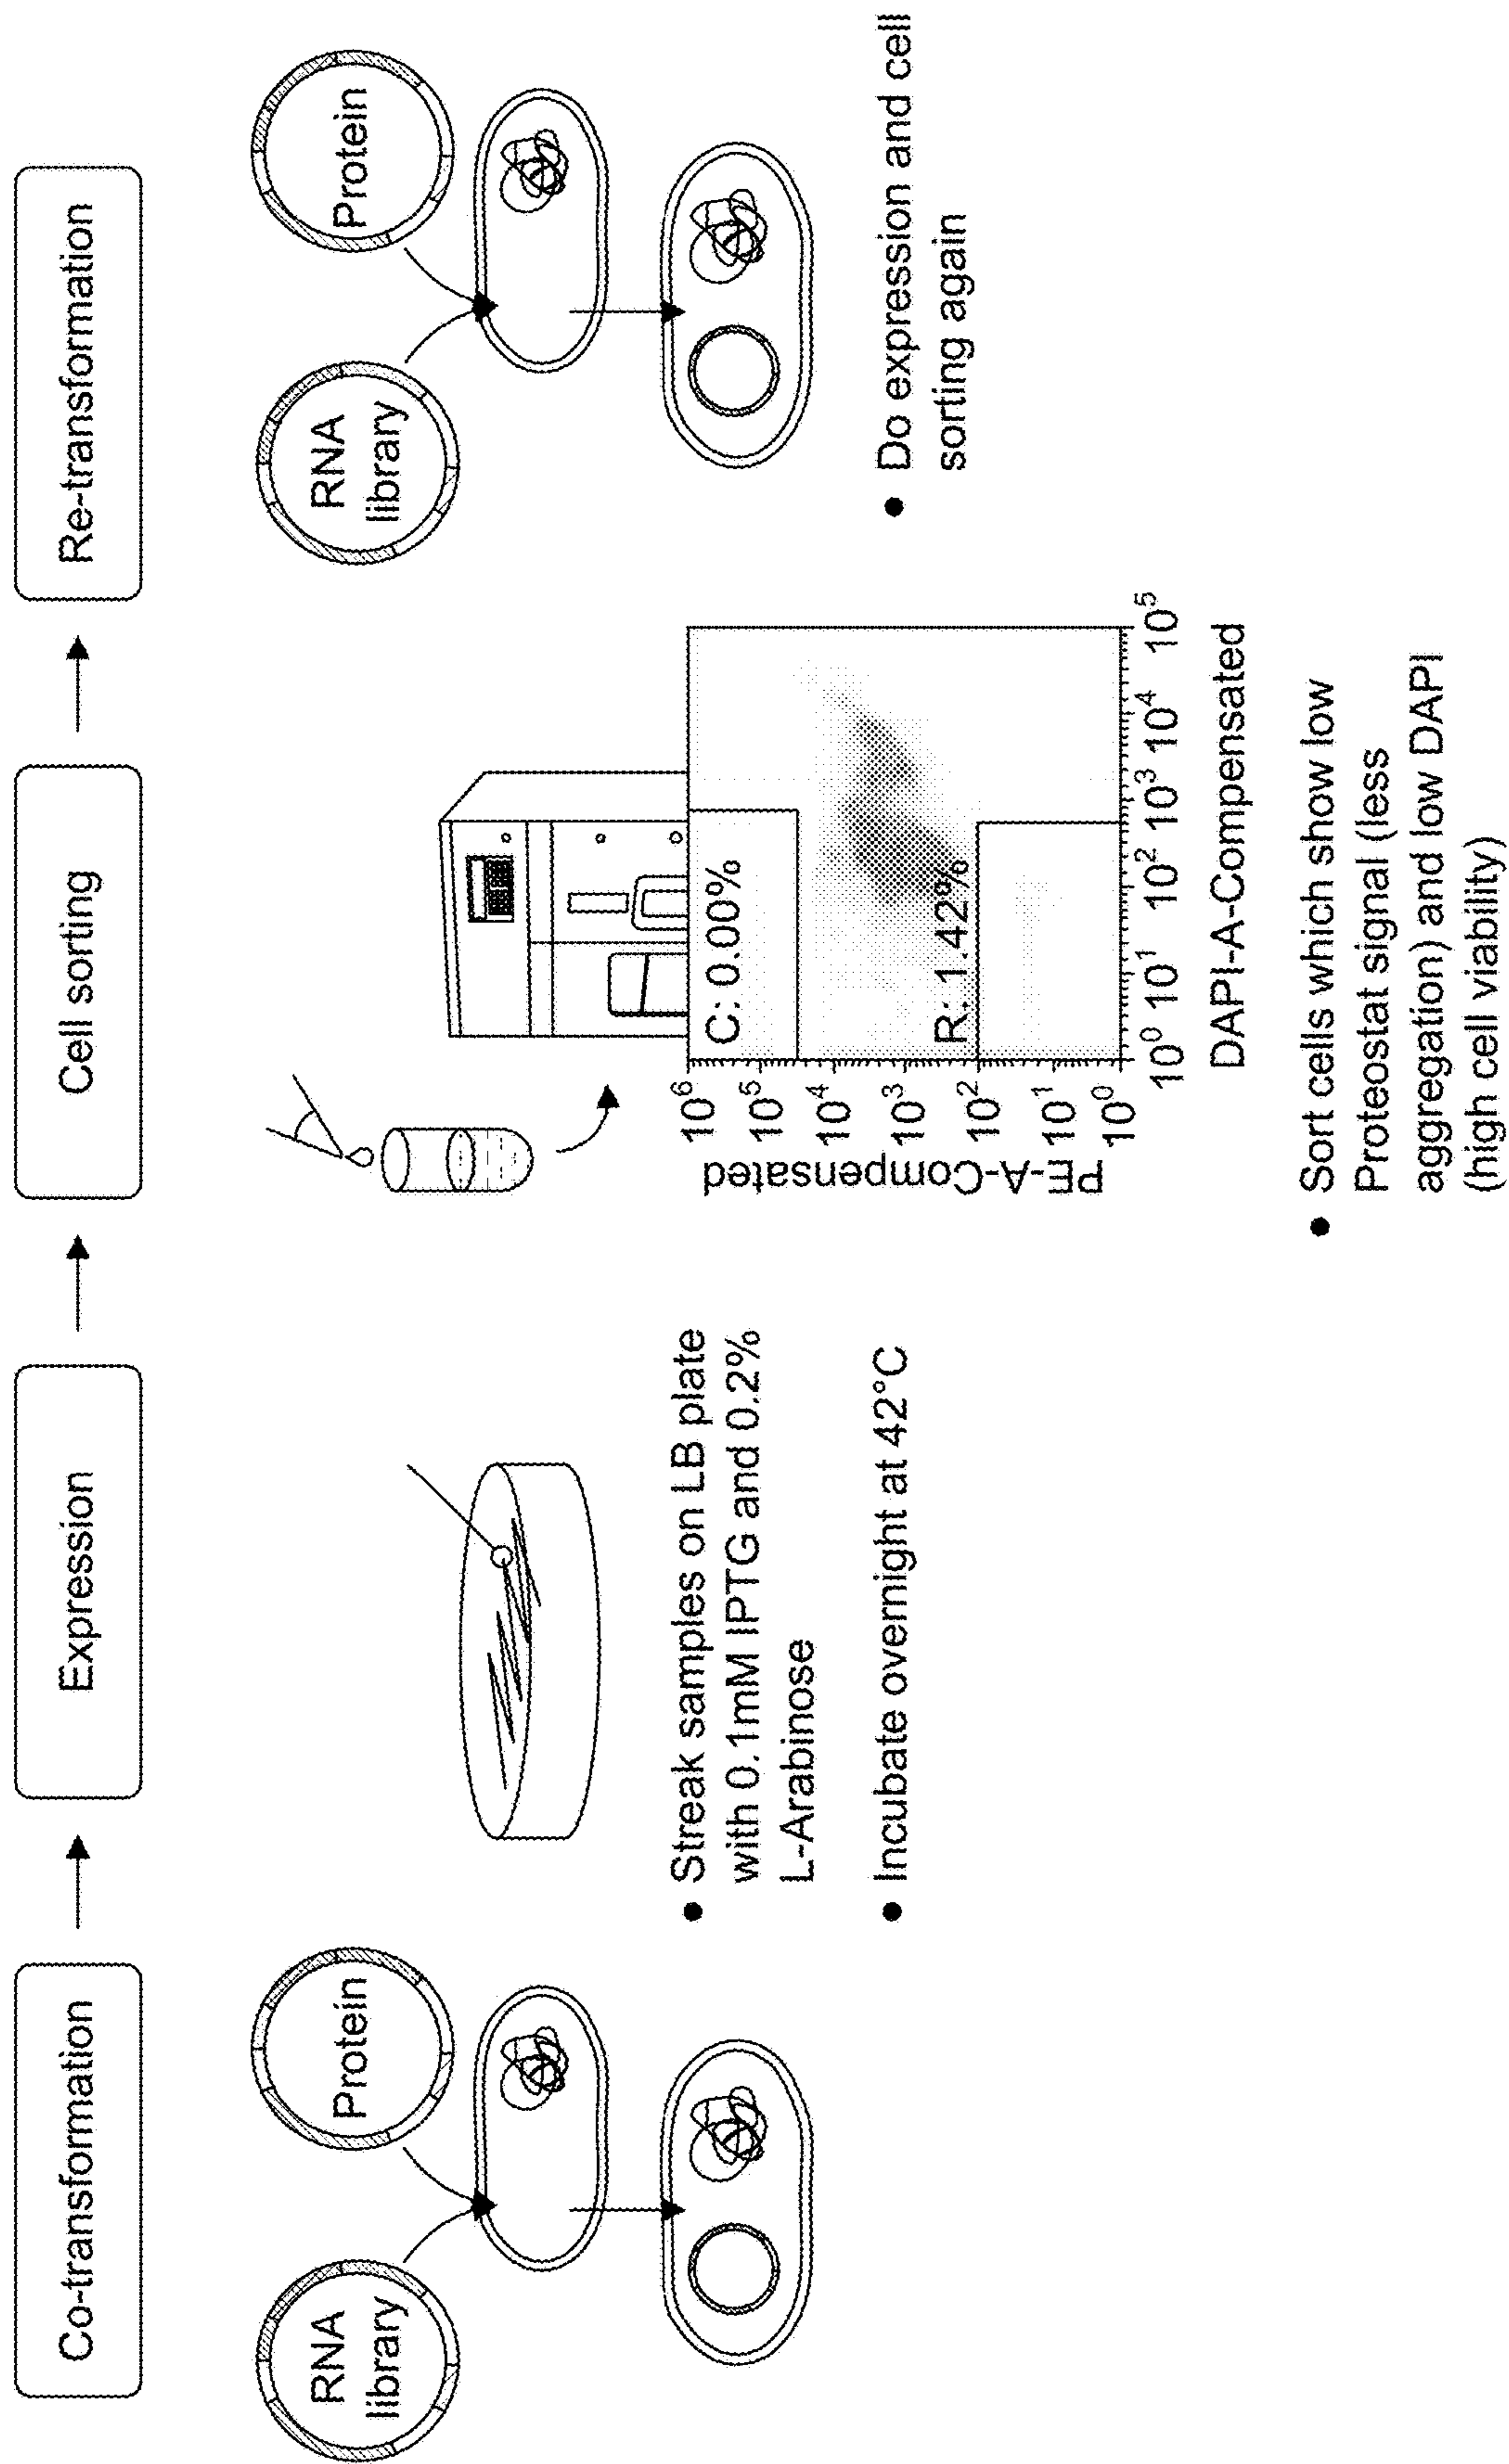 Co-transformation
Expression
Cell sorting
Re-transformation
RNA
library
Protein
● Streak samples on LB plate
with 0.1mM IPTG and 0.2%
L-Arabinose
● Incubate overnight at 42°C
PE-A-Compensated
10⁶
10⁵
10⁴
10³
10²
10¹
10⁰
C: 0.00%
R: 1.42%
10⁰ 10¹ 10² 10³ 10⁴ 10⁵
DAPI-A-Compensated
● Sort cells which show low
Proteostat signal (less
aggregation) and low DAPI
(high cell viability)
RNA
library
Protein
● Do expression and cell
sorting again